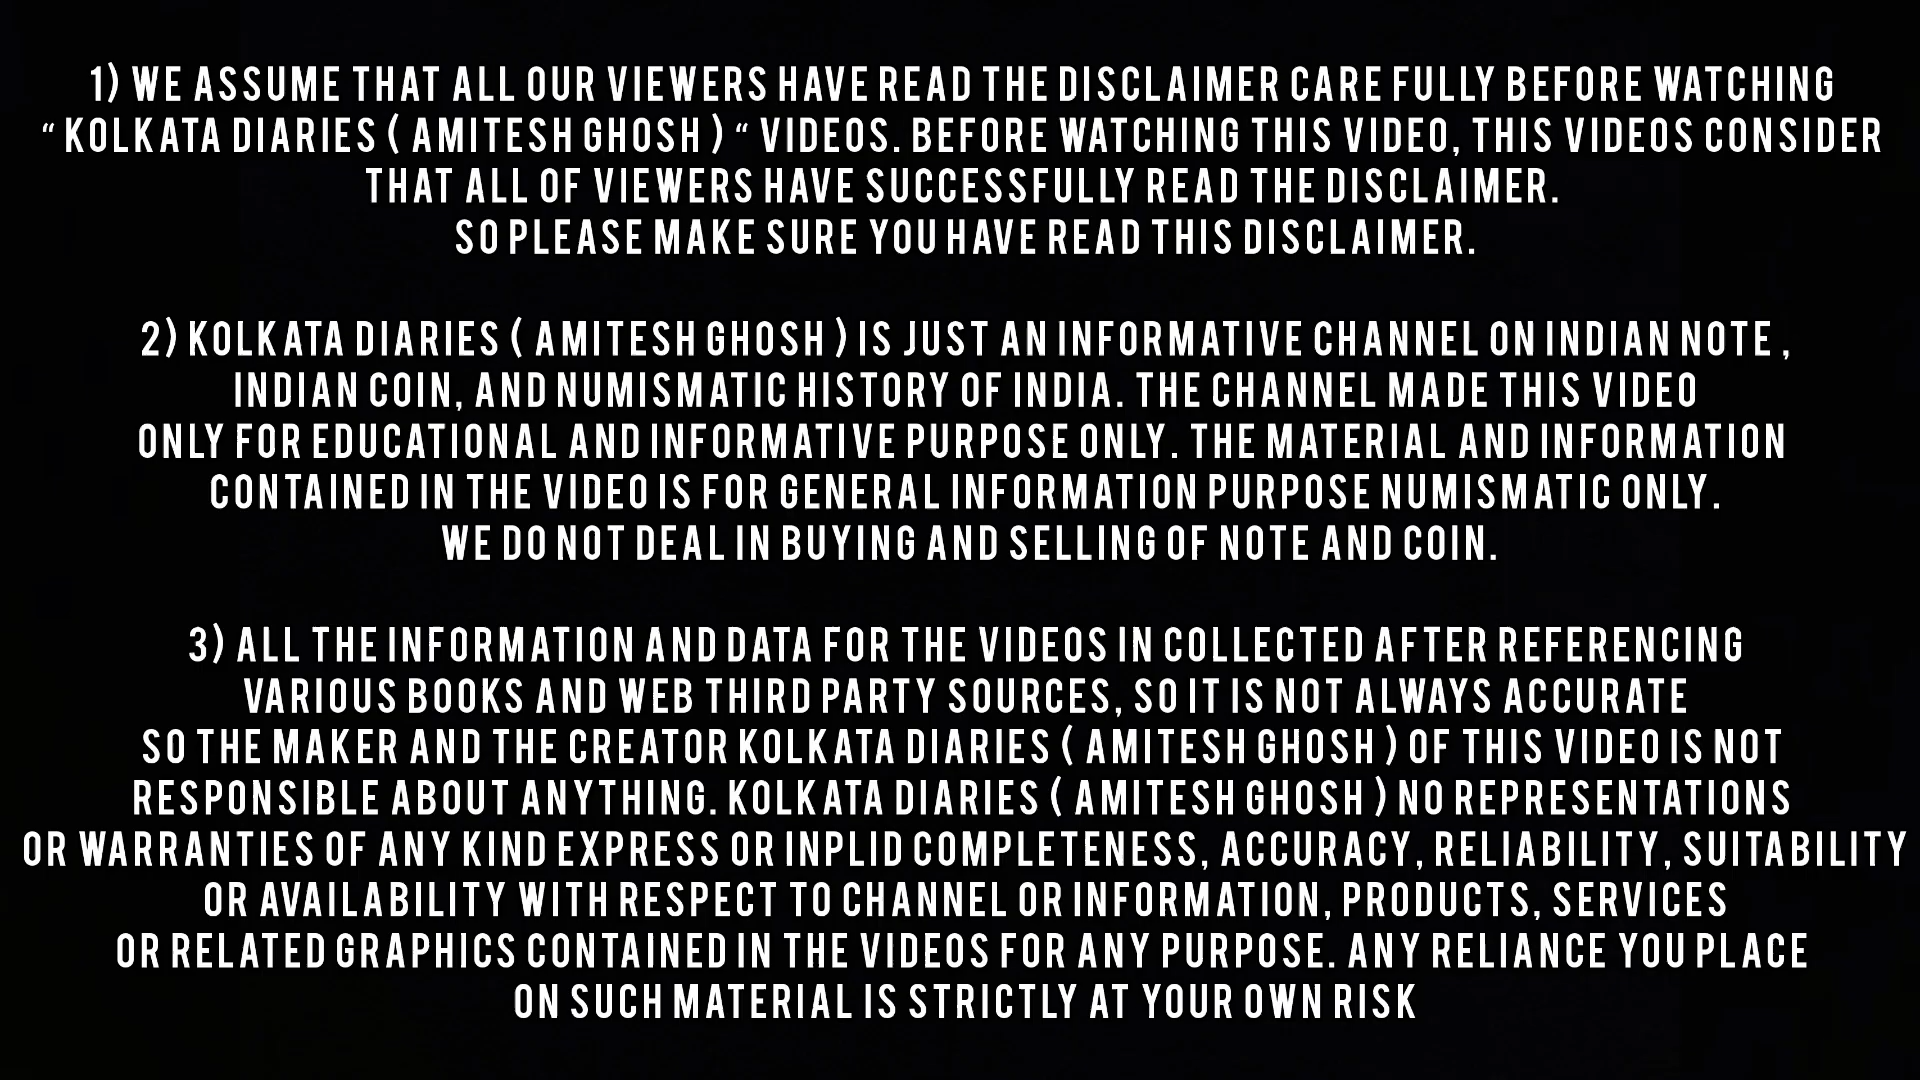 1) WE ASSUME THAT ALL OUR VIEWERS HAVE READ THE DISCLAIMER CARE FULLY BEFORE WATCHING
“ KOLKATA DIARIES ( AMITESH GHOSH ) “ VIDEOS. BEFORE WATCHING THIS VIDEO, THIS VIDEOS CONSIDER
THAT ALL OF VIEWERS HAVE SUCCESSFULLY READ THE DISCLAIMER.
SO PLEASE MAKE SURE YOU HAVE READ THIS DISCLAIMER.
2) KOLKATA DIARIES ( AMITESH GHOSH ) IS JUST AN INFORMATIVE CHANNEL ON INDIAN NOTE ,
INDIAN COIN, AND NUMISMATIC HISTORY OF INDIA. THE CHANNEL MADE THIS VIDEO
ONLY FOR EDUCATIONAL AND INFORMATIVE PURPOSE ONLY. THE MATERIAL AND INFORMATION
CONTAINED IN THE VIDEO IS FOR GENERAL INFORMATION PURPOSE NUMISMATIC ONLY.
WE DO NOT DEAL IN BUYING AND SELLING OF NOTE AND COIN.
3) ALL THE INFORMATION AND DATA FOR THE VIDEOS IN COLLECTED AFTER REFERENCING
VARIOUS BOOKS AND WEB THIRD PARTY SOURCES, SO IT IS NOT ALWAYS ACCURATE
SO THE MAKER AND THE CREATOR KOLKATA DIARIES ( AMITESH GHOSH ) OF THIS VIDEO IS NOT
RESPONSIBLE ABOUT ANYTHING. KOLKATA DIARIES ( AMITESH GHOSH ) NO REPRESENTATIONS
OR WARRANTIES OF ANY KIND EXPRESS OR INPLID COMPLETENESS, ACCURACY, RELIABILITY, SUITABILITY
OR AVAILABILITY WITH RESPECT TO CHANNEL OR INFORMATION, PRODUCTS, SERVICES
OR RELATED GRAPHICS CONTAINED IN THE VIDEOS FOR ANY PURPOSE. ANY RELIANCE YOU PLACE
ON SUCH MATERIAL IS STRICTLY AT YOUR OWN RISK